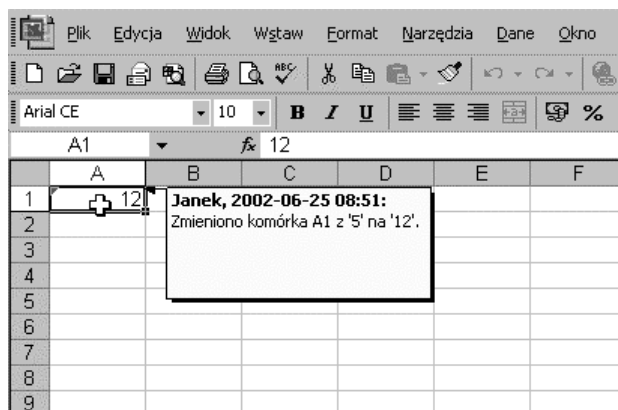 Plik Edycja Widok Wstaw Format Narzędzia Dane Okno
ABC
Arial CE 10 B I U %
A1 fx 12
A B C D E F
1 12
Janek, 2002-06-25 08:51:
2
Zmieniono komórka A1 z '5' na '12'.
3
4
5
6
7
8
9